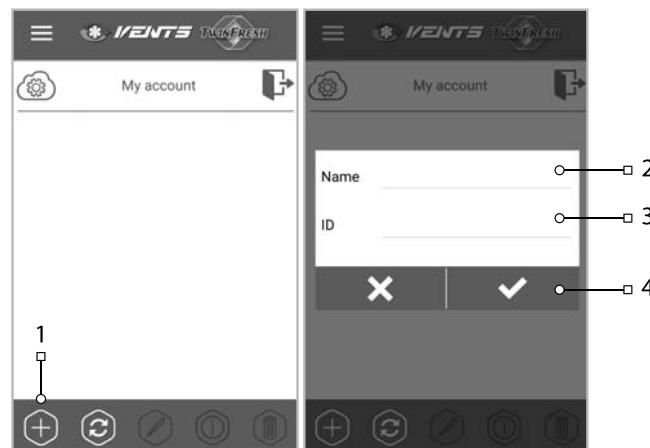 VENTS TWINFRESH
My account
1
VENTS TWINFRESH
My account
Name
ID
2
3
4